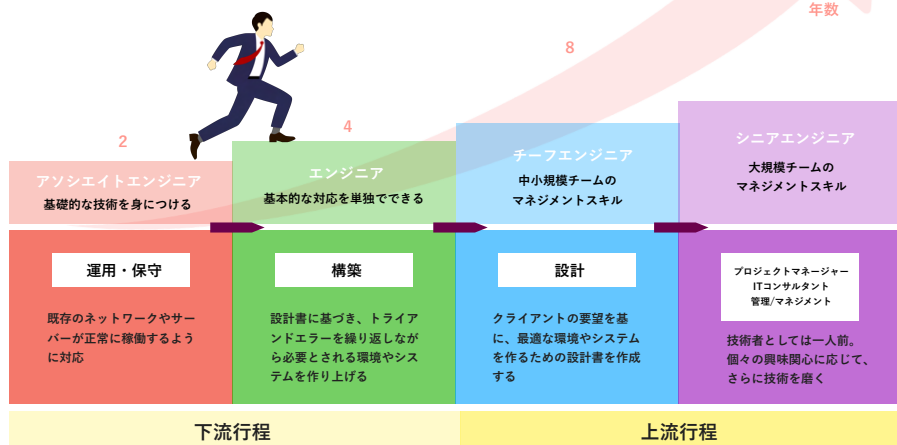 年数
8
4
2
アソシエイトエンジニア
基礎的な技術を身につける
エンジニア
基本的な対応を単独でできる
チーフエンジニア
中小規模チームの
マネジメントスキル
シニアエンジニア
大規模チームの
マネジメントスキル
運用・保守
既存のネットワークやサー
バーが正常に稼働するよう
に対応
構築
設計書に基づき、トライア
ンドエラーを繰り返しなが
ら必要とされる環境やシス
テムを作り上げる
設計
クライアントの要望を基
に、最適な環境やシステム
を作るための設計書を作成
する
プロジェクトマネージャー
ITコンサルタント
管理/マネジメント
技術者としては一人前。
個々の興味関心に応じて、
さらに技術を磨く
下流行程
上流行程